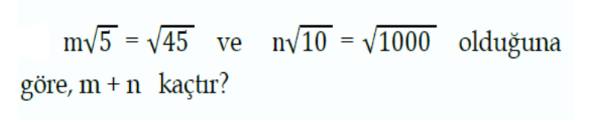 m√5 = √45 ve n√10 = √1000 olduğuna
göre, m + n kaçtır?